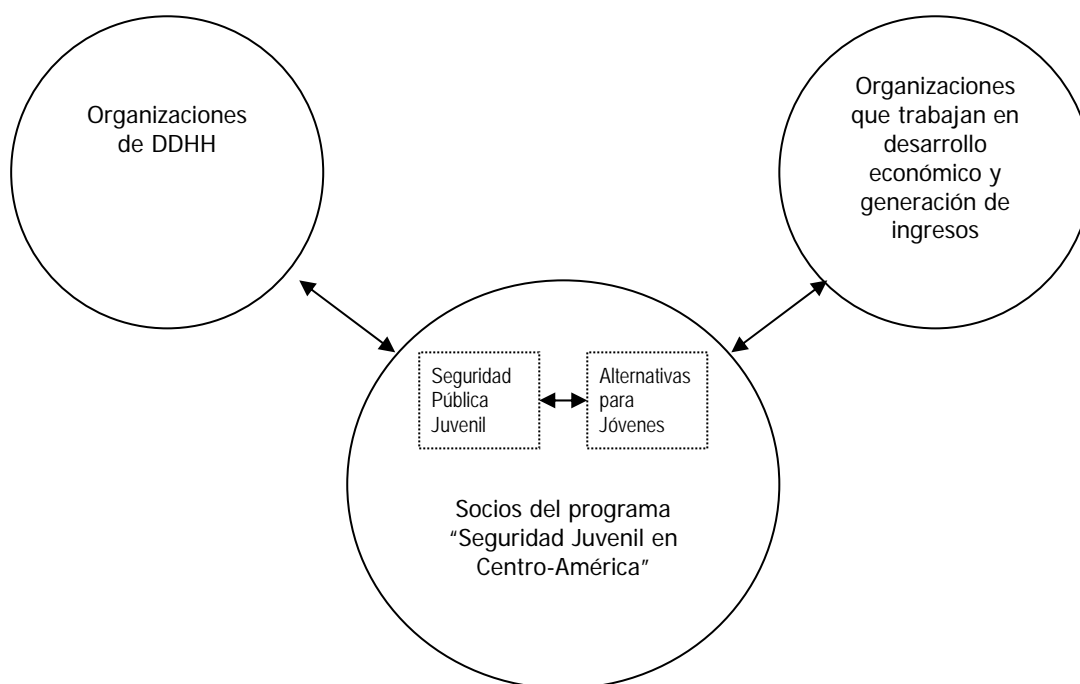 Organizaciones
de DDHH
Organizaciones
que trabajan en
desarrollo
económico y
generación de
ingresos
Seguridad
Pública
Juvenil
Alternativas
para
Jóvenes
Socios del programa
“Seguridad Juvenil en
Centro-América”